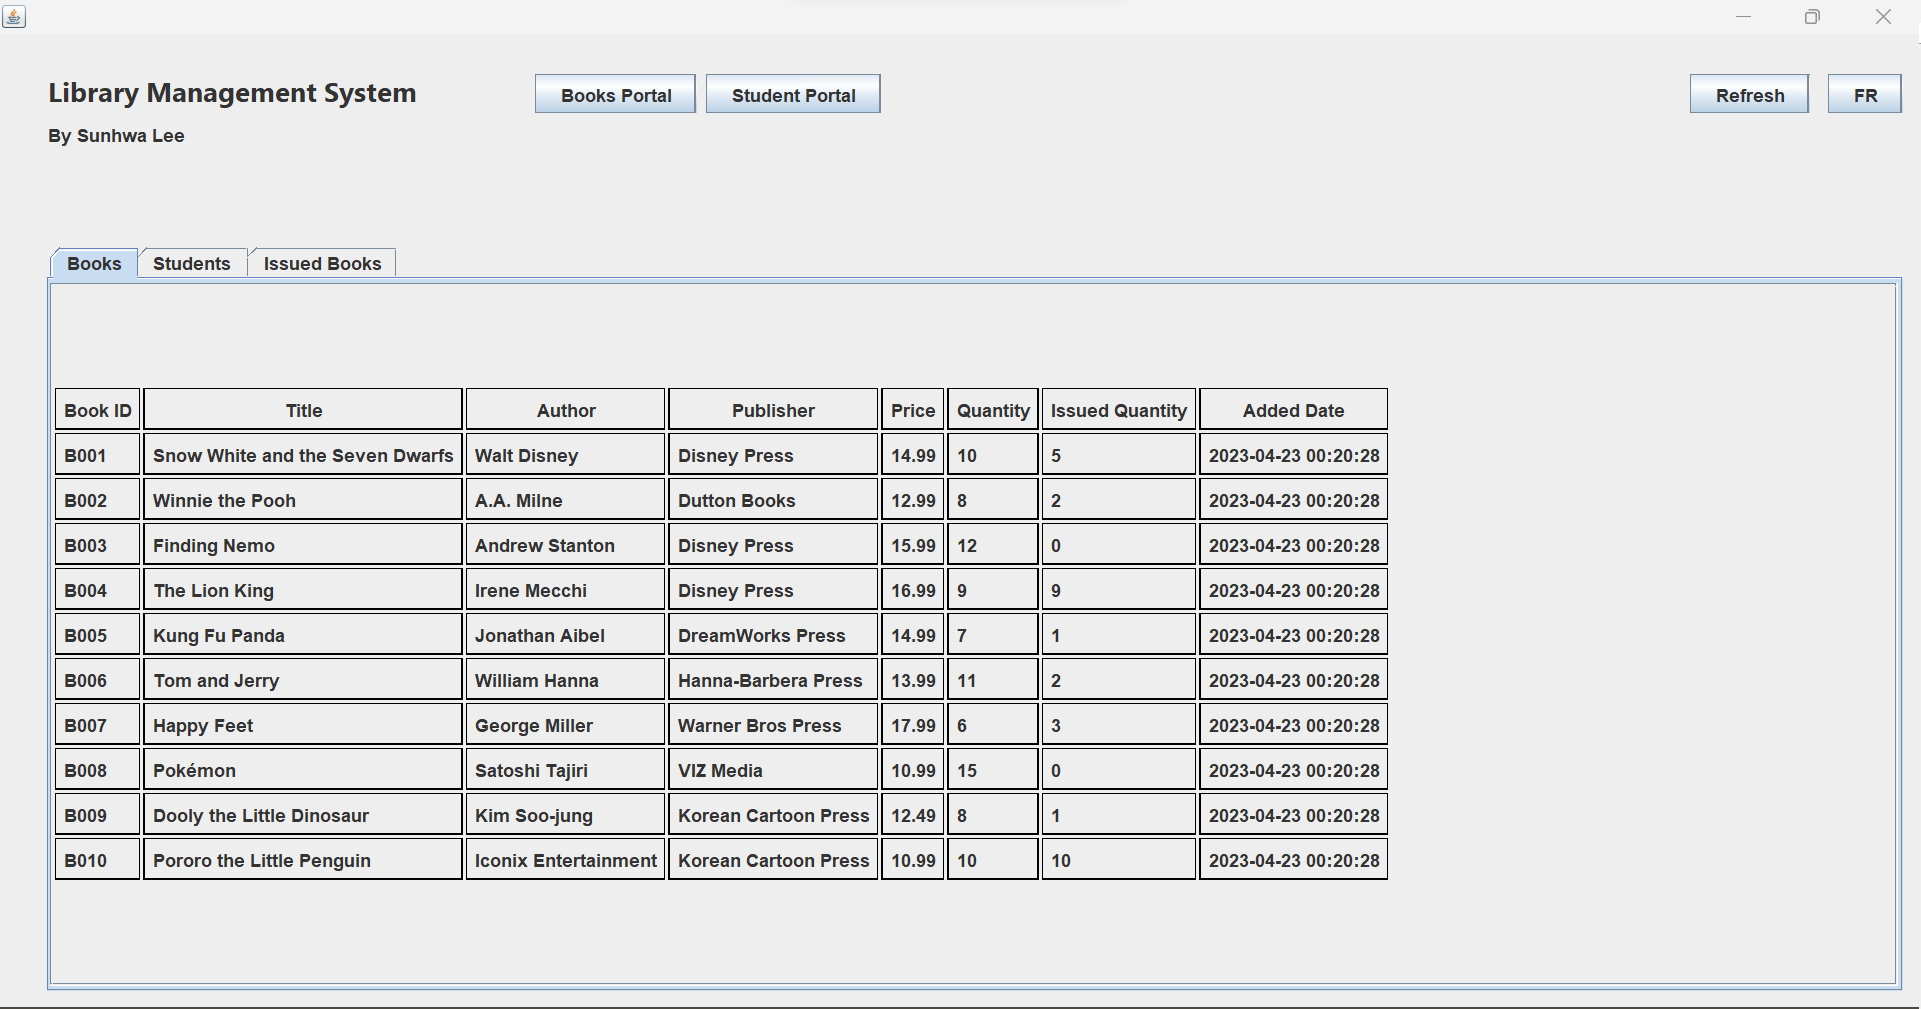 Library Management System
Books Portal
Student Portal
Refresh
FR
By Sunhwa Lee
Books
Students
Issued Books
Book ID Title Author Publisher Price Quantity Issued Quantity Added Date
B001 Snow White and the Seven Dwarfs Walt Disney Disney Press 14.99 10 5 2023-04-23 00:20:28
B002 Winnie the Pooh A.A. Milne Dutton Books 12.99 8 2 2023-04-23 00:20:28
B003 Finding Nemo Andrew Stanton Disney Press 15.99 12 0 2023-04-23 00:20:28
B004 The Lion King Irene Mecchi Disney Press 16.99 9 9 2023-04-23 00:20:28
B005 Kung Fu Panda Jonathan Aibel DreamWorks Press 14.99 7 1 2023-04-23 00:20:28
B006 Tom and Jerry William Hanna Hanna-Barbera Press 13.99 11 2 2023-04-23 00:20:28
B007 Happy Feet George Miller Warner Bros Press 17.99 6 3 2023-04-23 00:20:28
B008 Pokémon Satoshi Tajiri VIZ Media 10.99 15 0 2023-04-23 00:20:28
B009 Dooly the Little Dinosaur Kim Soo-jung Korean Cartoon Press 12.49 8 1 2023-04-23 00:20:28
B010 Pororo the Little Penguin Iconix Entertainment Korean Cartoon Press 10.99 10 10 2023-04-23 00:20:28